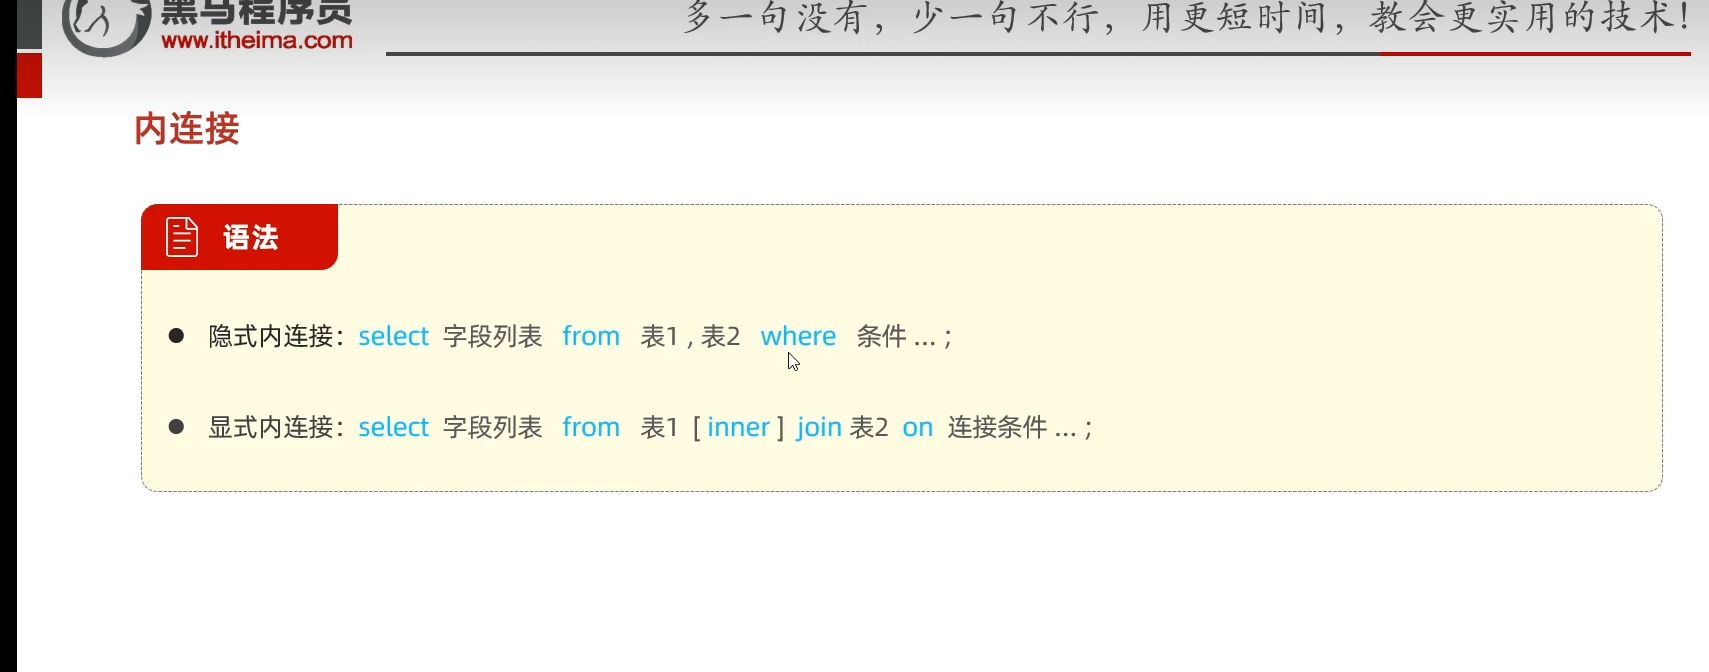 黑马程序员
www.itheima.com
多一句没有，少一句不行，用更短时间，教会更实用的技术！
内连接
语法
● 隐式内连接：select 字段列表 from 表1 , 表2 where 条件 ... ;
● 显式内连接：select 字段列表 from 表1 [ inner ] join 表2 on 连接条件 ... ;